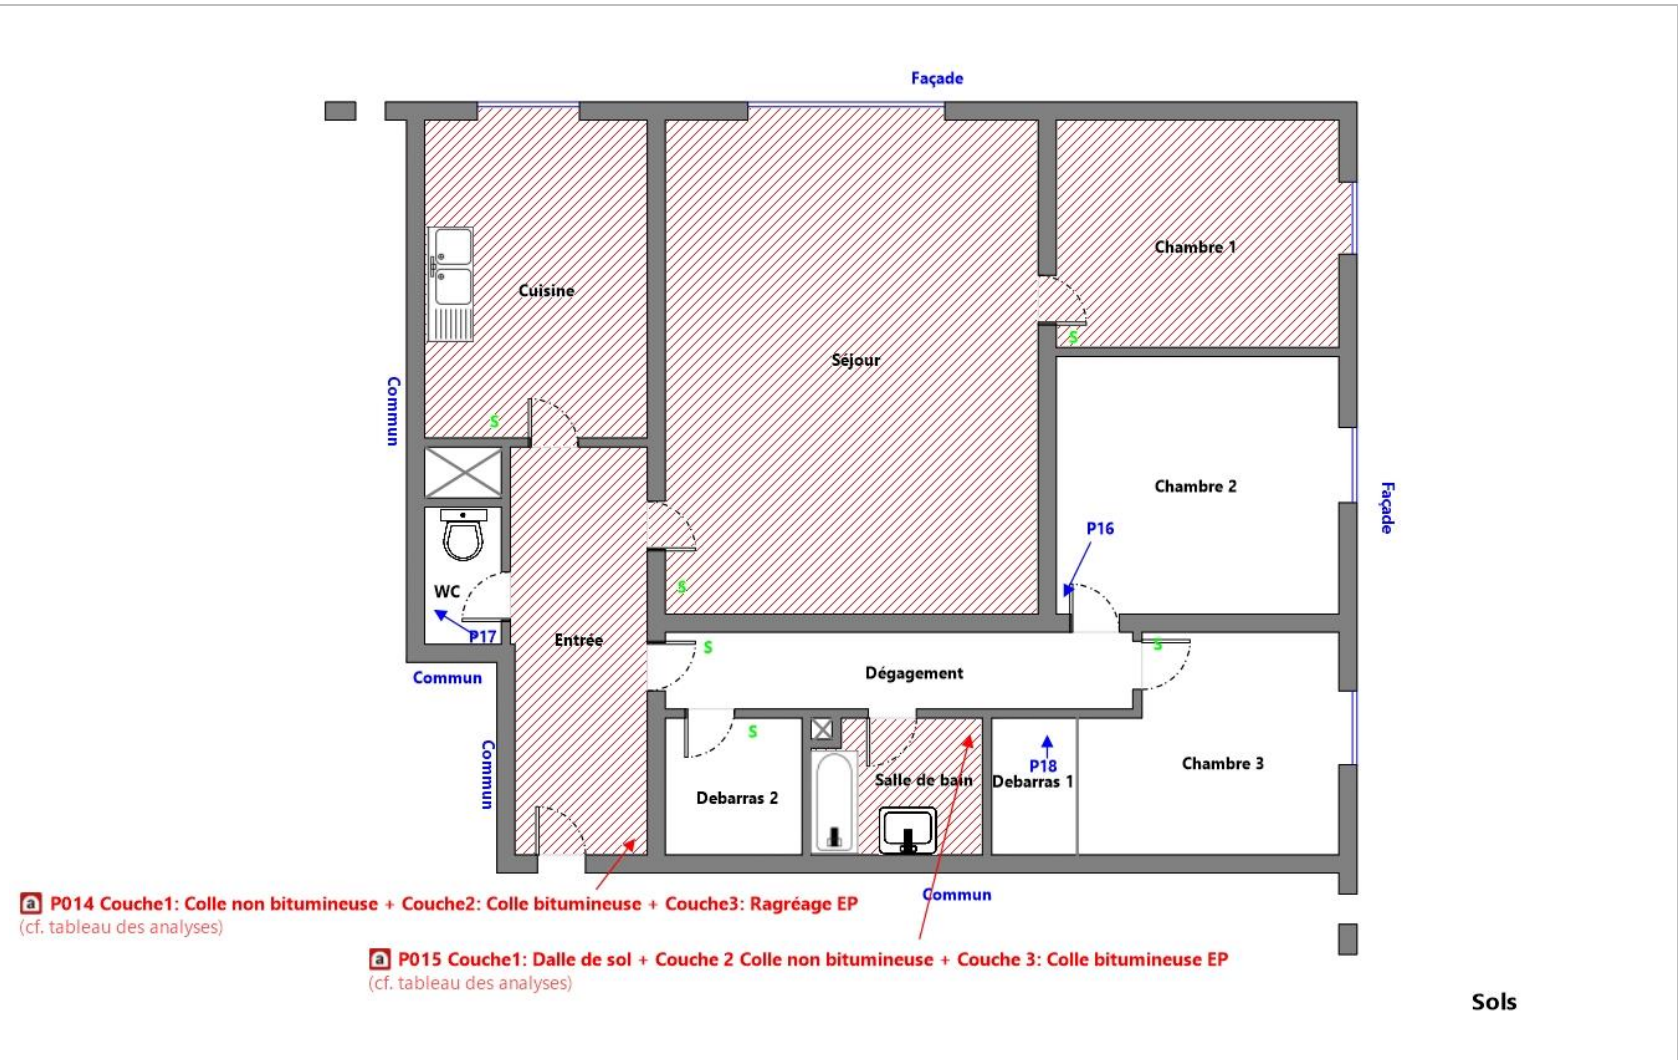 Façade
Chambre 1
Cuisine
S
Séjour
Commun
S
Chambre 2
Façade
P16
S
WC
P17
Entrée
S
S
Dégagement
Commun
S
Commun
Chambre 3
P18
Salle de bain
Debarras 1
Debarras 2
Commun
a P014 Couche1: Colle non bitumineuse + Couche2: Colle bitumineuse + Couche3: Ragréage EP
(cf. tableau des analyses)
a P015 Couche1: Dalle de sol + Couche 2 Colle non bitumineuse + Couche 3: Colle bitumineuse EP
(cf. tableau des analyses)
Sols